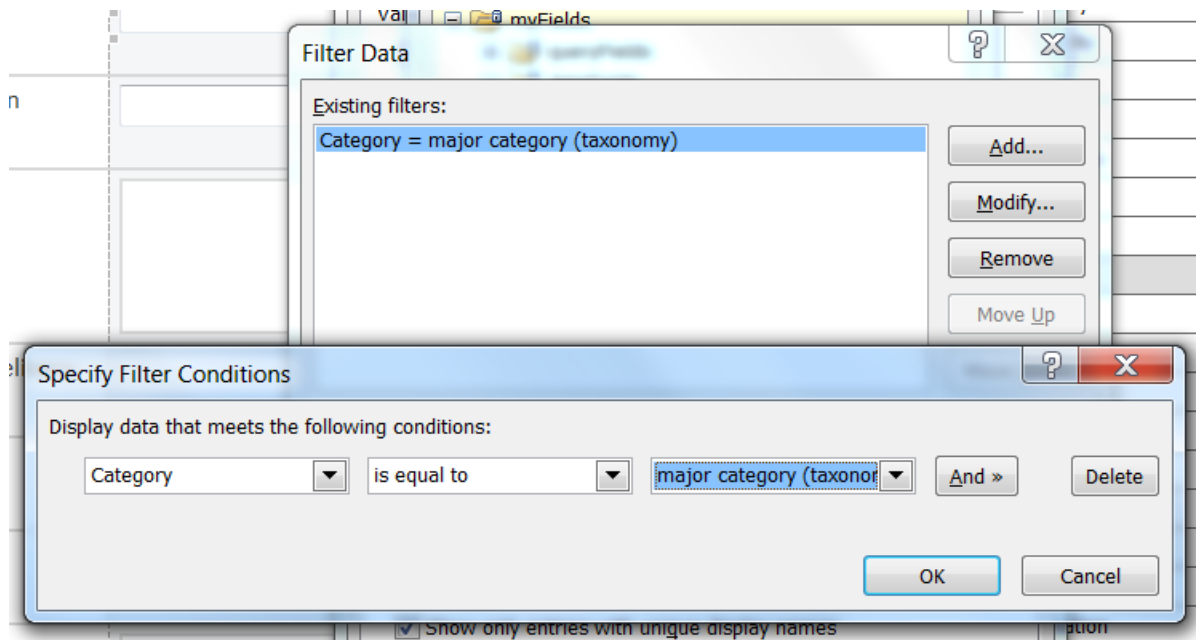 Val
myFields
Filter Data
n
Existing filters:
Category = major category (taxonomy)
Add...
Modify...
Remove
Move Up
eli
Specify Filter Conditions
Display data that meets the following conditions:
Category is equal to major category (taxonor And » Delete
OK Cancel
Show only entries with unique display names
ation